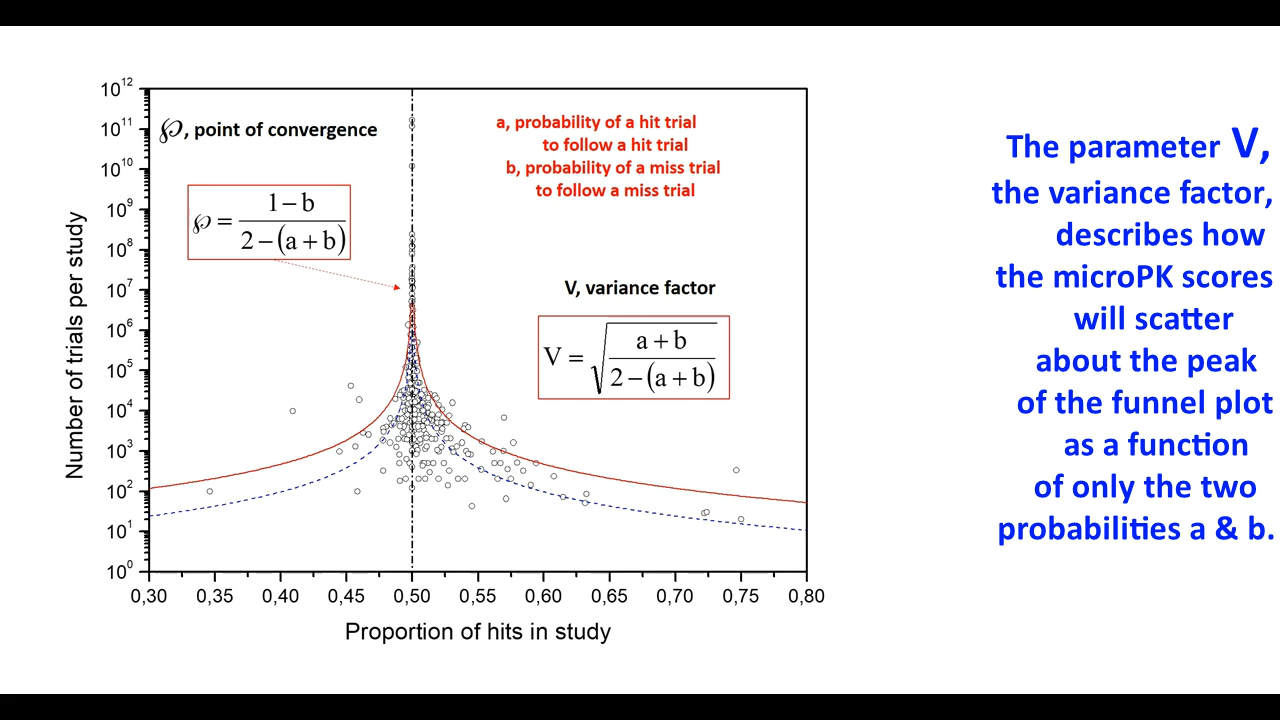 10^12
10^11
10^10
10^9
10^8
10^7
10^6
10^5
10^4
10^3
10^2
10^1
10^0
Number of trials per study
℘, point of convergence
℘ = (1 – b) / (2 – (a + b))
a, probability of a hit trial
to follow a hit trial
b, probability of a miss trial
to follow a miss trial
V, variance factor
V = √((a + b) / (2 – (a + b)))
0,30 0,35 0,40 0,45 0,50 0,55 0,60 0,65 0,70 0,75 0,80
Proportion of hits in study
The parameter V,
the variance factor,
describes how
the microPK scores
will scatter
about the peak
of the funnel plot
as a function
of only the two
probabilities a & b.